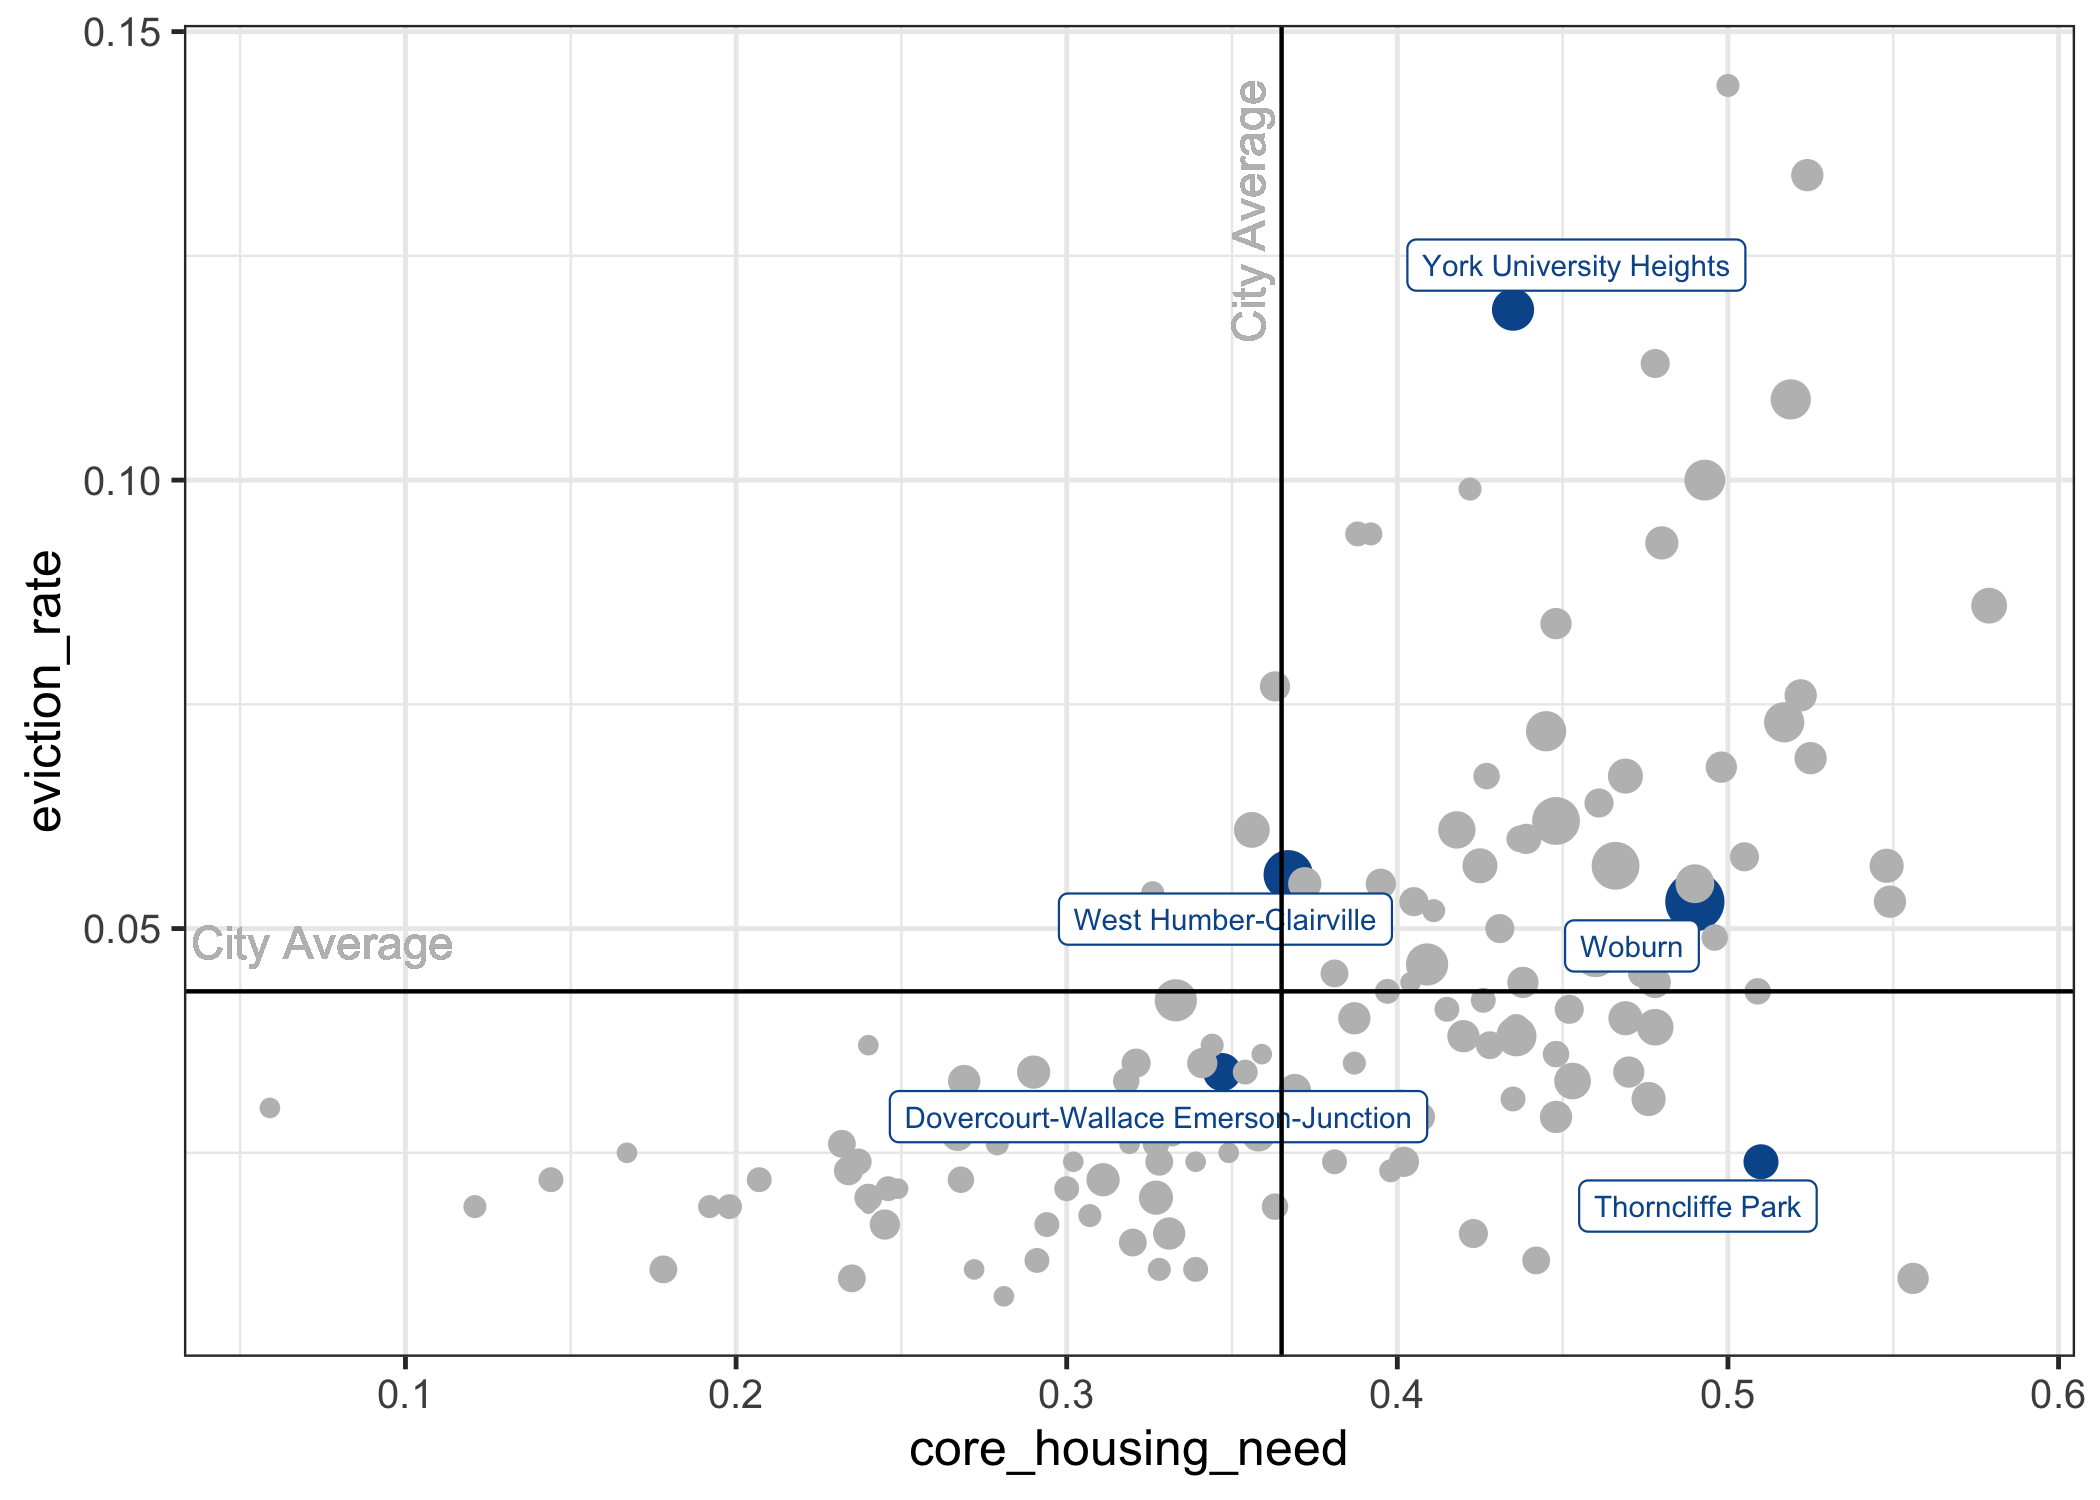 0.15
City Average
York University Heights
0.10
eviction_rate
West Humber-Clairville
0.05
City Average
Woburn
Dovercourt-Wallace Emerson-Junction
Thorncliffe Park
0.1
0.2
0.3
0.4
0.5
0.6
core_housing_need